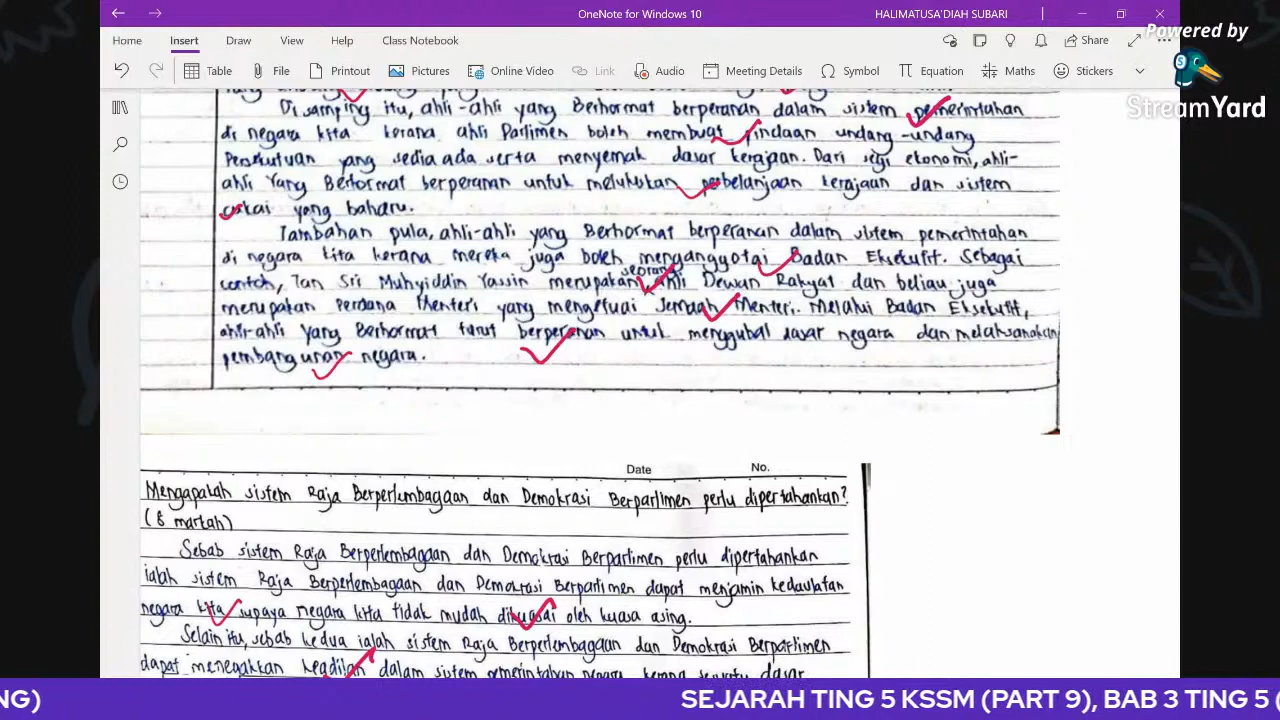 OneNote for Windows 10
HALIMATUSA'DIAH SUBARI
Home Insert Draw View Help Class Notebook
Share
Table File Printout Pictures Online Video Link Audio Meeting Details Symbol Equation Maths Stickers
Powered by
StreamYard
Disamping itu, ahli-ahli yang Berhormat berperanan dalam sistem pemerintahan
di negara kita kerana ahli Parlimen boleh membuat pindaan undang-undang
Persekutuan yang sedia ada serta menyemak dasar kerajaan. Dari segi ekonomi, ahli-
ahli Yang Berhormat berperanan untuk meluluskan perbelanjaan kerajaan dan sistem
cukai yang baharu.
Tambahan pula, ahli-ahli yang Berhormat berperanan dalam sistem pemerintahan
di negara kita kerana mereka juga boleh menganggotai Badan Eksekutif. Sebagai
contoh, Tan Sri Muhyiddin Yassin merupakan seorang ahli Dewan Rakyat dan beliau juga
merupakan Perdana Menteri yang mengetuai Jemaah Menteri. Melalui Badan Eksekutif,
ahli-ahli yang Berhormat turut berperanan untuk menggubal dasar negara dan melaksanakan
pembangunan negara.
Date No.
Mengapakah sistem Raja Berperlembagaan dan Demokrasi Berparlimen perlu dipertahankan?
(8 markah)
Sebab sistem Raja Berperlembagaan dan Demokrasi Berparlimen perlu dipertahankan
ialah sistem Raja Berperlembagaan dan Demokrasi Berparlimen dapat menjamin kedaulatan
negara kita supaya negara kita tidak mudah dikuasai oleh kuasa asing.
Selain itu, sebab kedua ialah sistem Raja Berperlembagaan dan Demokrasi Berparlimen
dapat menegakkan keadilan dalam sistem pemerintahan negara kerana sesuatu dasar
NG)
SEJARAH TING 5 KSSM (PART 9), BAB 3 TING 5 (